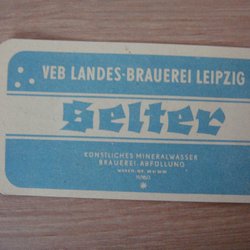 VEB LANDES-BRAUEREI LEIPZIG
Selter
KÜNSTLICHES MINERALWASSER
BRAUEREI-ABFÜLLUNG